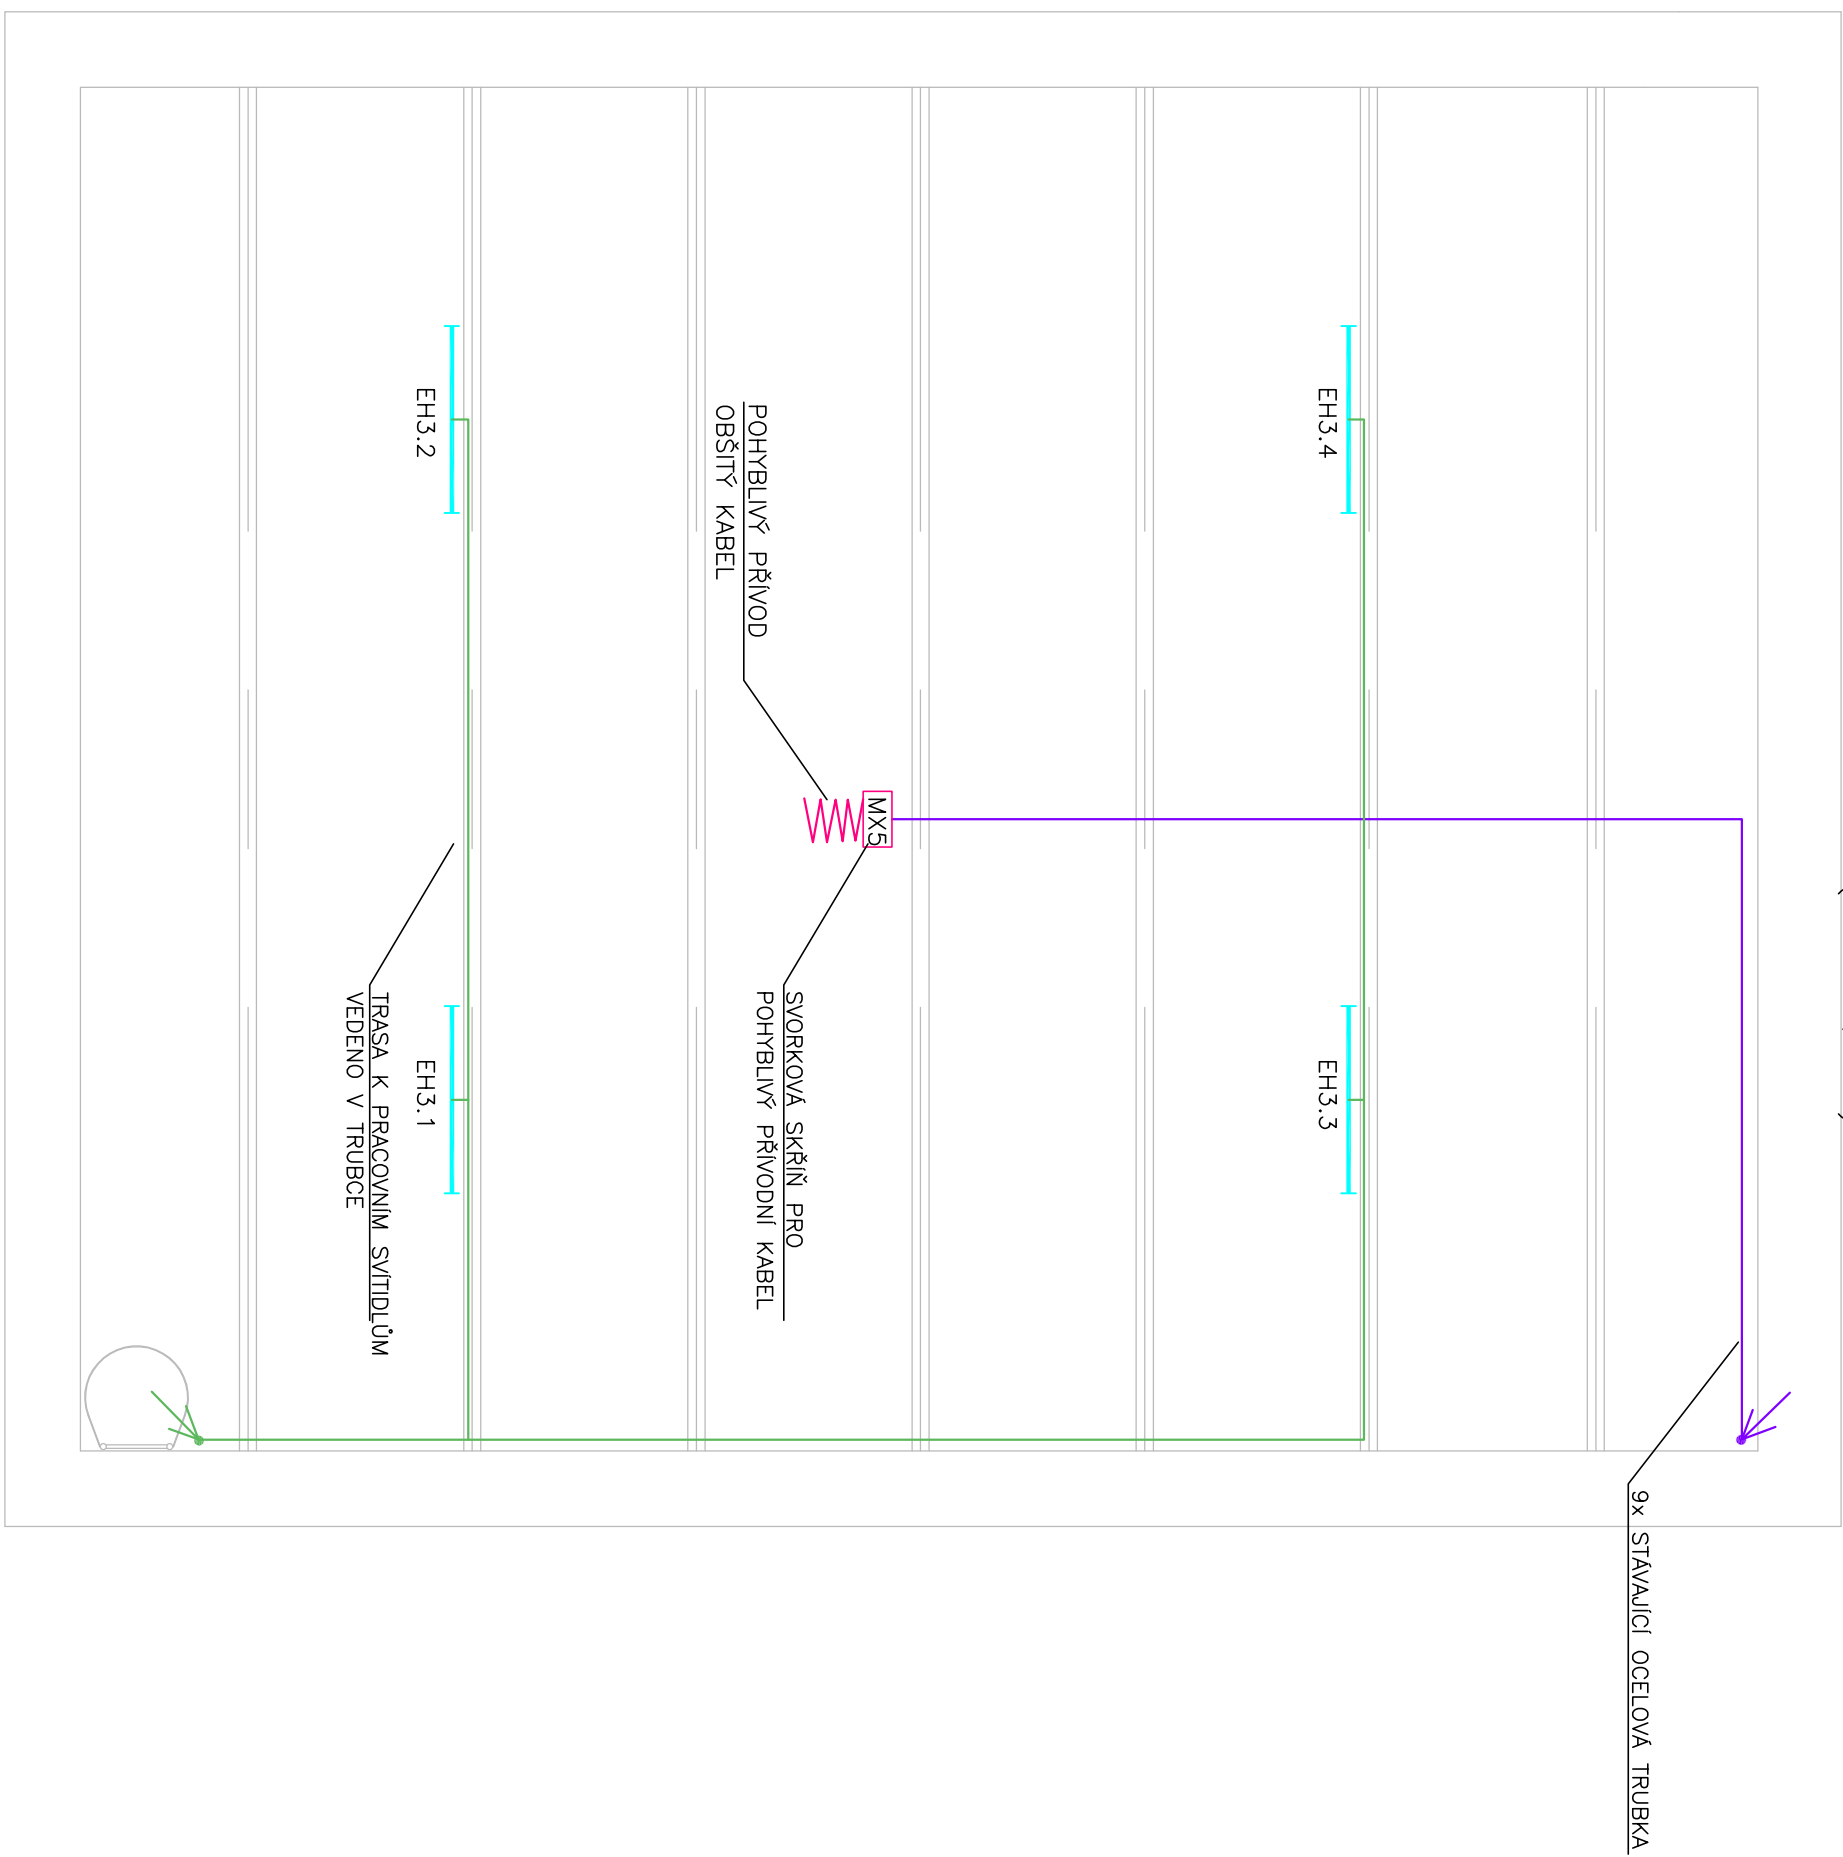 9x STÁVAJÍCÍ OCELOVÁ TRUBKA
EH3.4
EH3.3
MX5
SVORKOVÁ SKŘÍŇ PRO
POHYBLIVÝ PŘÍVODNÍ KABEL
POHYBLIVÝ PŘÍVOD
OBŠITÝ KABEL
EH3.2
EH3.1
TRASA K PRACOVNÍM SVÍTIDLŮM
VEDENO V TRUBCE